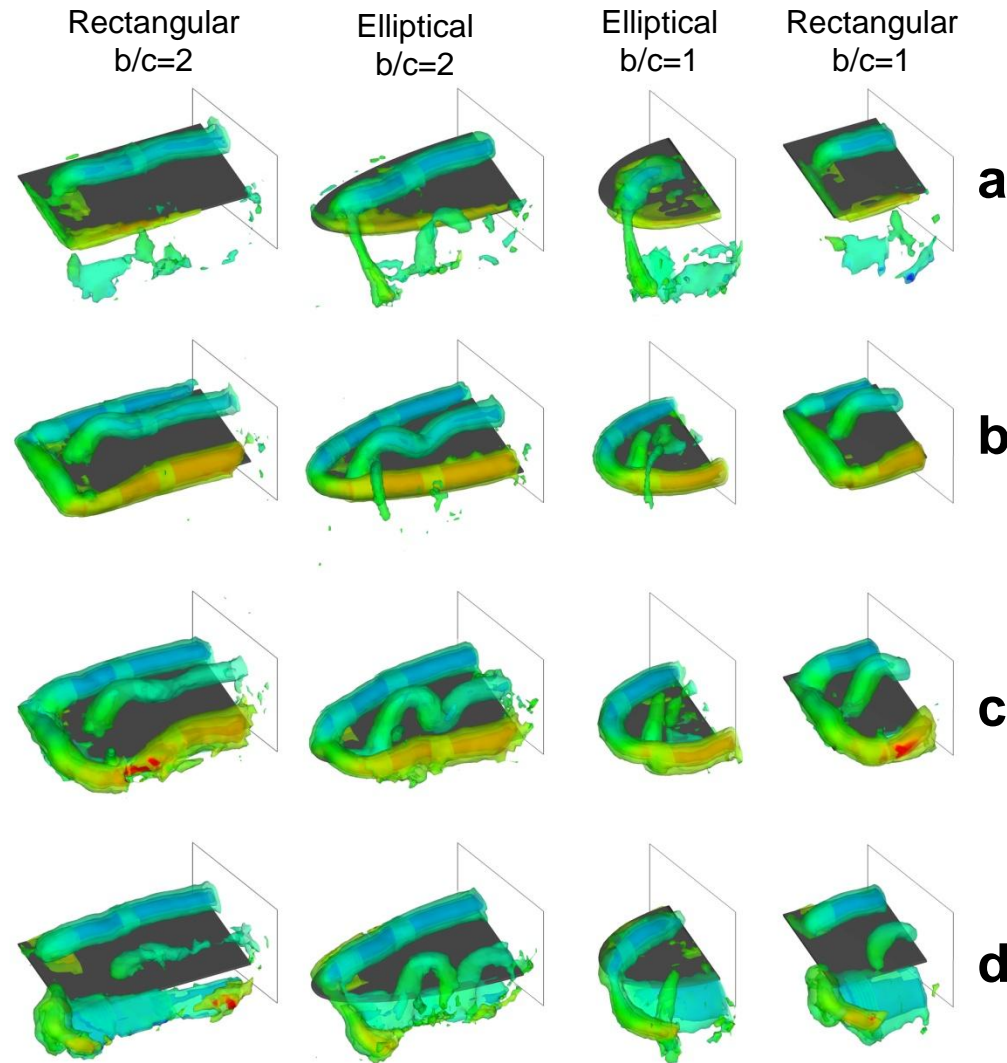 Rectangular
b/c=2
Elliptical
b/c=2
Elliptical
b/c=1
Rectangular
b/c=1
a
b
c
d